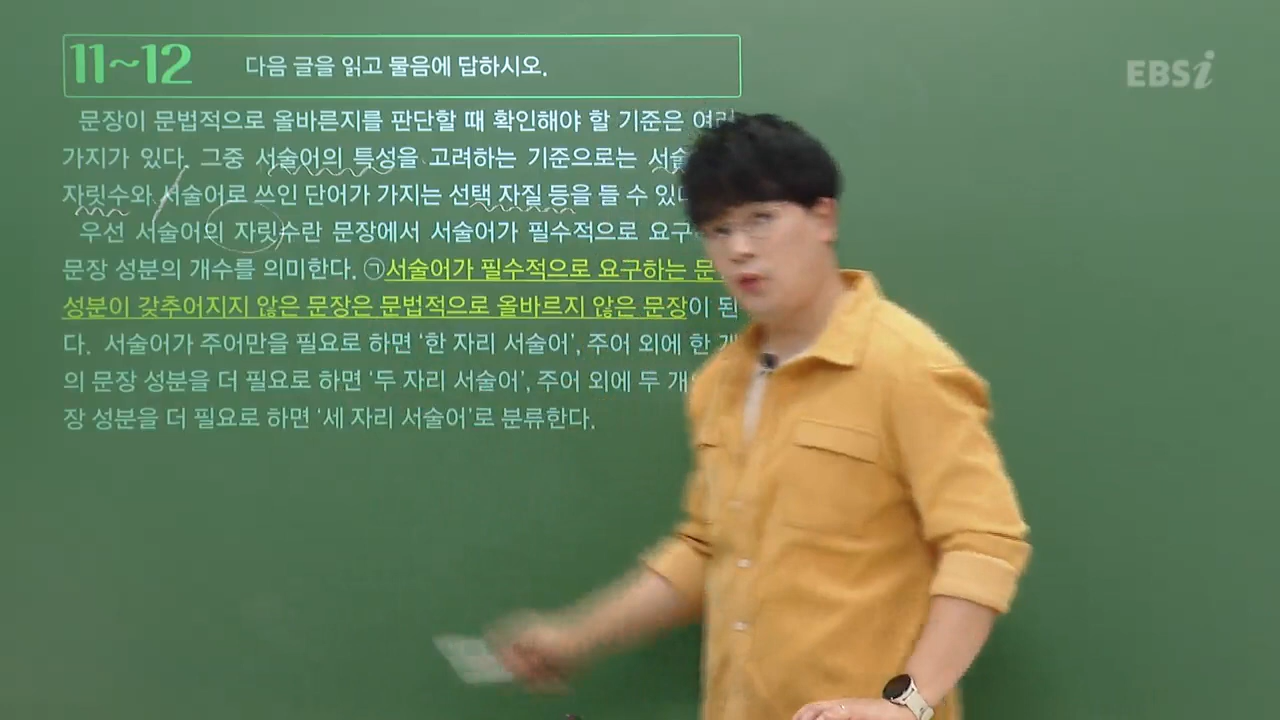 11~12 다음 글을 읽고 물음에 답하시오.
EBSi
문장이 문법적으로 올바른지를 판단할 때 확인해야 할 기준은
가지가 있다. 그중 서술어의 특성을 고려하는 기준으로는
자릿수와 서술어로 쓰인 단어가 가지는 선택 자질 등을 들 수
우선 서술어의 자릿수란 문장에서 서술어가 필수적으로
문장 성분의 개수를 의미한다. ㉠서술어가 필수적으로 요구하는
성분이 갖추어지지 않은 문장은 문법적으로 올바르지 않은 문장이 된
다. 서술어가 주어만을 필요로 하면 ‘한 자리 서술어’, 주어 외에 한
의 문장 성분을 더 필요로 하면 ‘두 자리 서술어’, 주어 외에 두
장 성분을 더 필요로 하면 ‘세 자리 서술어’로 분류한다.